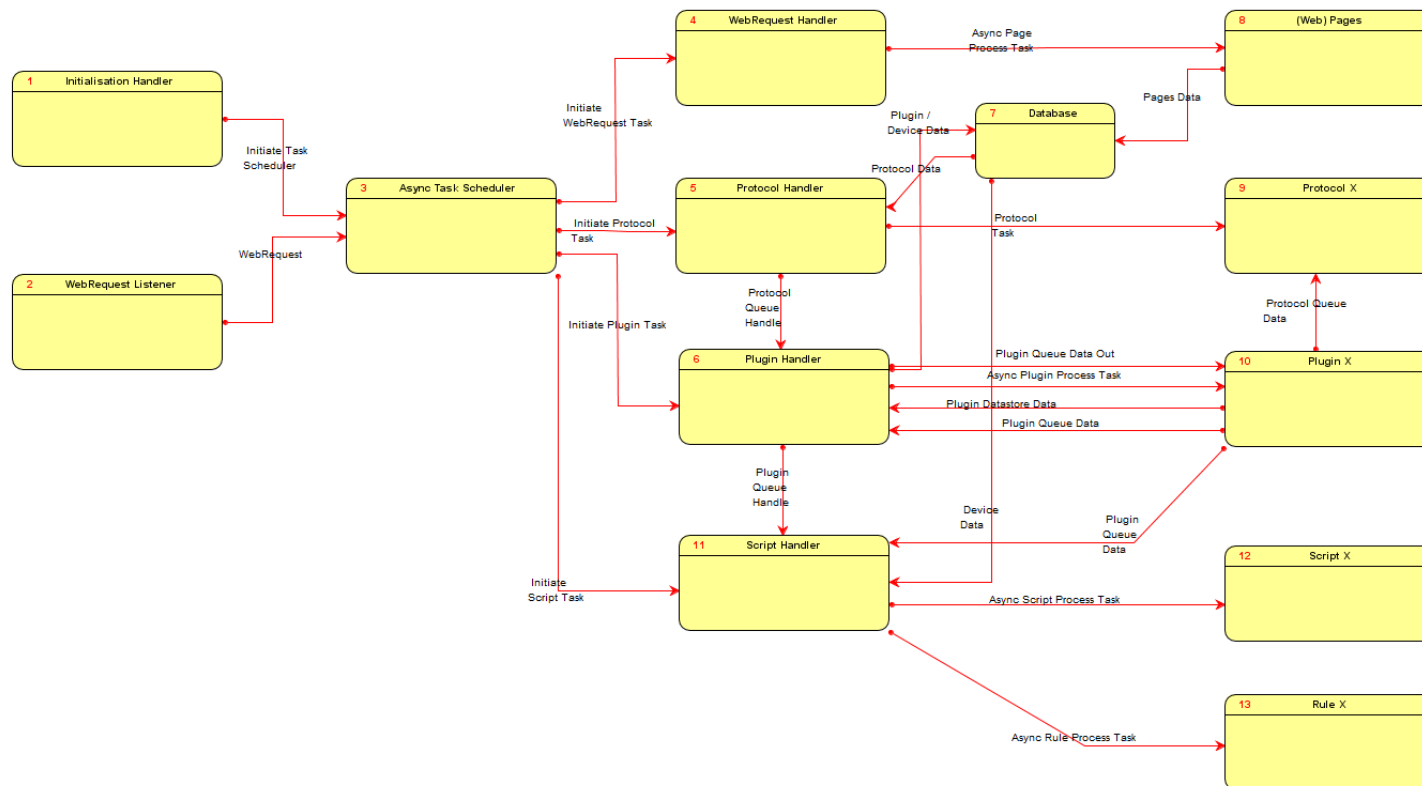 4 WebRequest Handler
8 (Web) Pages
Async Page
Process Task
1 Initialisation Handler
Initiate
WebRequest Task
Pages Data
7 Database
Plugin /
Device Data
Initiate Task
Scheduler
Protocol Data
3 Async Task Scheduler
5 Protocol Handler
9 Protocol X
Initiate Protocol
Task
Protocol
Task
WebRequest
2 WebRequest Listener
Protocol
Queue
Handle
Protocol Queue
Data
Initiate Plugin Task
6 Plugin Handler
Plugin Queue Data Out
10 Plugin X
Async Plugin Process Task
Plugin Datastore Data
Plugin Queue Data
Plugin
Queue
Handle
Device
Data
Plugin
Queue
Data
11 Script Handler
12 Script X
Initiate
Script Task
Async Script Process Task
13 Rule X
Async Rule Process Task